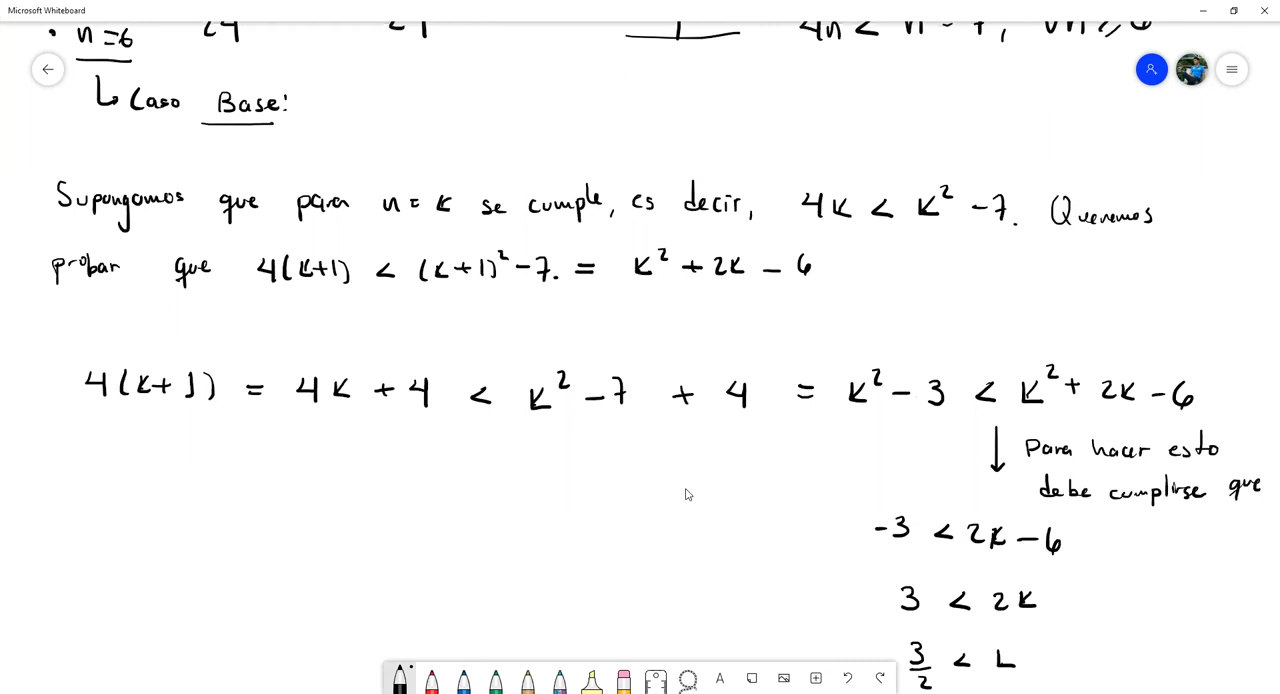 Microsoft Whiteboard
• n=6
↳ Caso Base:
Supongamos que para n = k se cumple, es decir, 4k < k² - 7. Queremos
probar que 4(k+1) < (k+1)² - 7. = k² + 2k - 6
4(k+1) = 4k + 4 < k² - 7 + 4 = k² - 3 < k² + 2k - 6
↓ Para hacer esto
debe cumplirse que
-3 < 2k - 6
3 < 2k
3/2 <
A